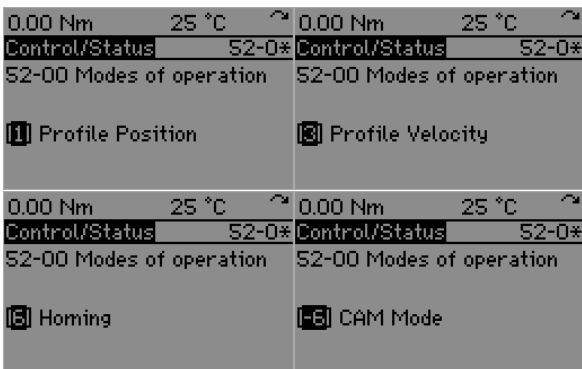 0.00 Nm 25 °C
Control/Status 52-0*
52-00 Modes of operation
[1] Profile Position
0.00 Nm 25 °C
Control/Status 52-0*
52-00 Modes of operation
[3] Profile Velocity
0.00 Nm 25 °C
Control/Status 52-0*
52-00 Modes of operation
[6] Homing
0.00 Nm 25 °C
Control/Status 52-0*
52-00 Modes of operation
[-6] CAM Mode